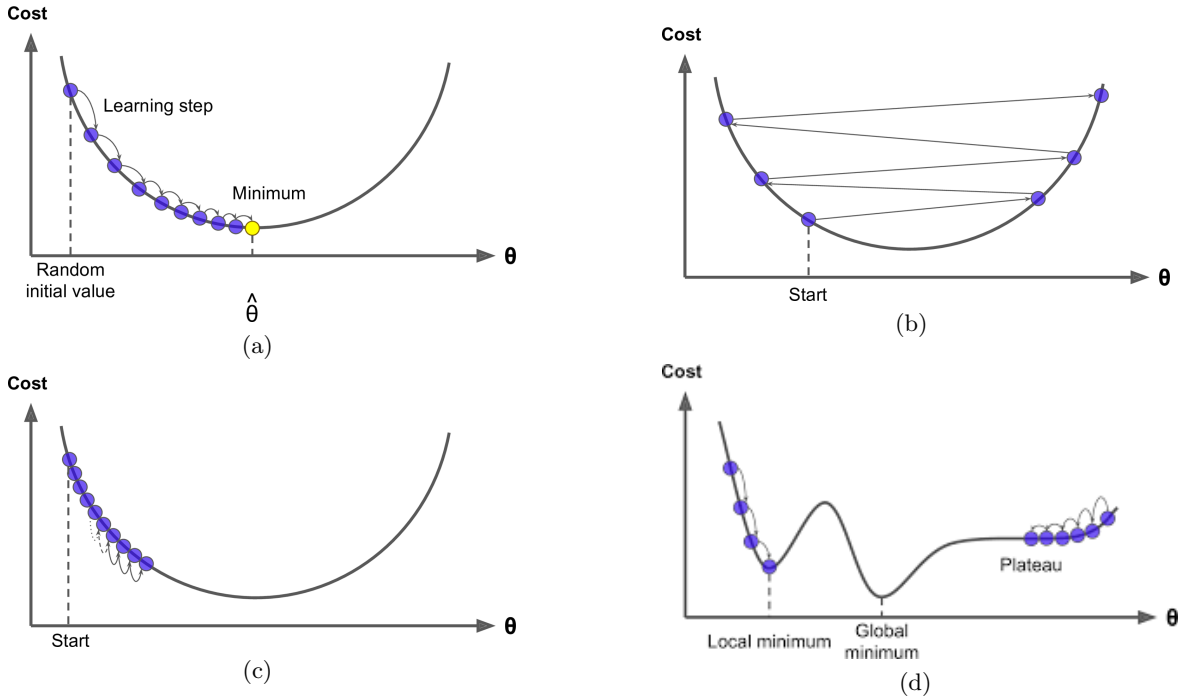 Cost
Learning step
Minimum
θ
Random
initial value
θ̂
(a)
Cost
θ
Start
(b)
Cost
θ
Start
(c)
Cost
Plateau
θ
Local minimum
Global
minimum
(d)